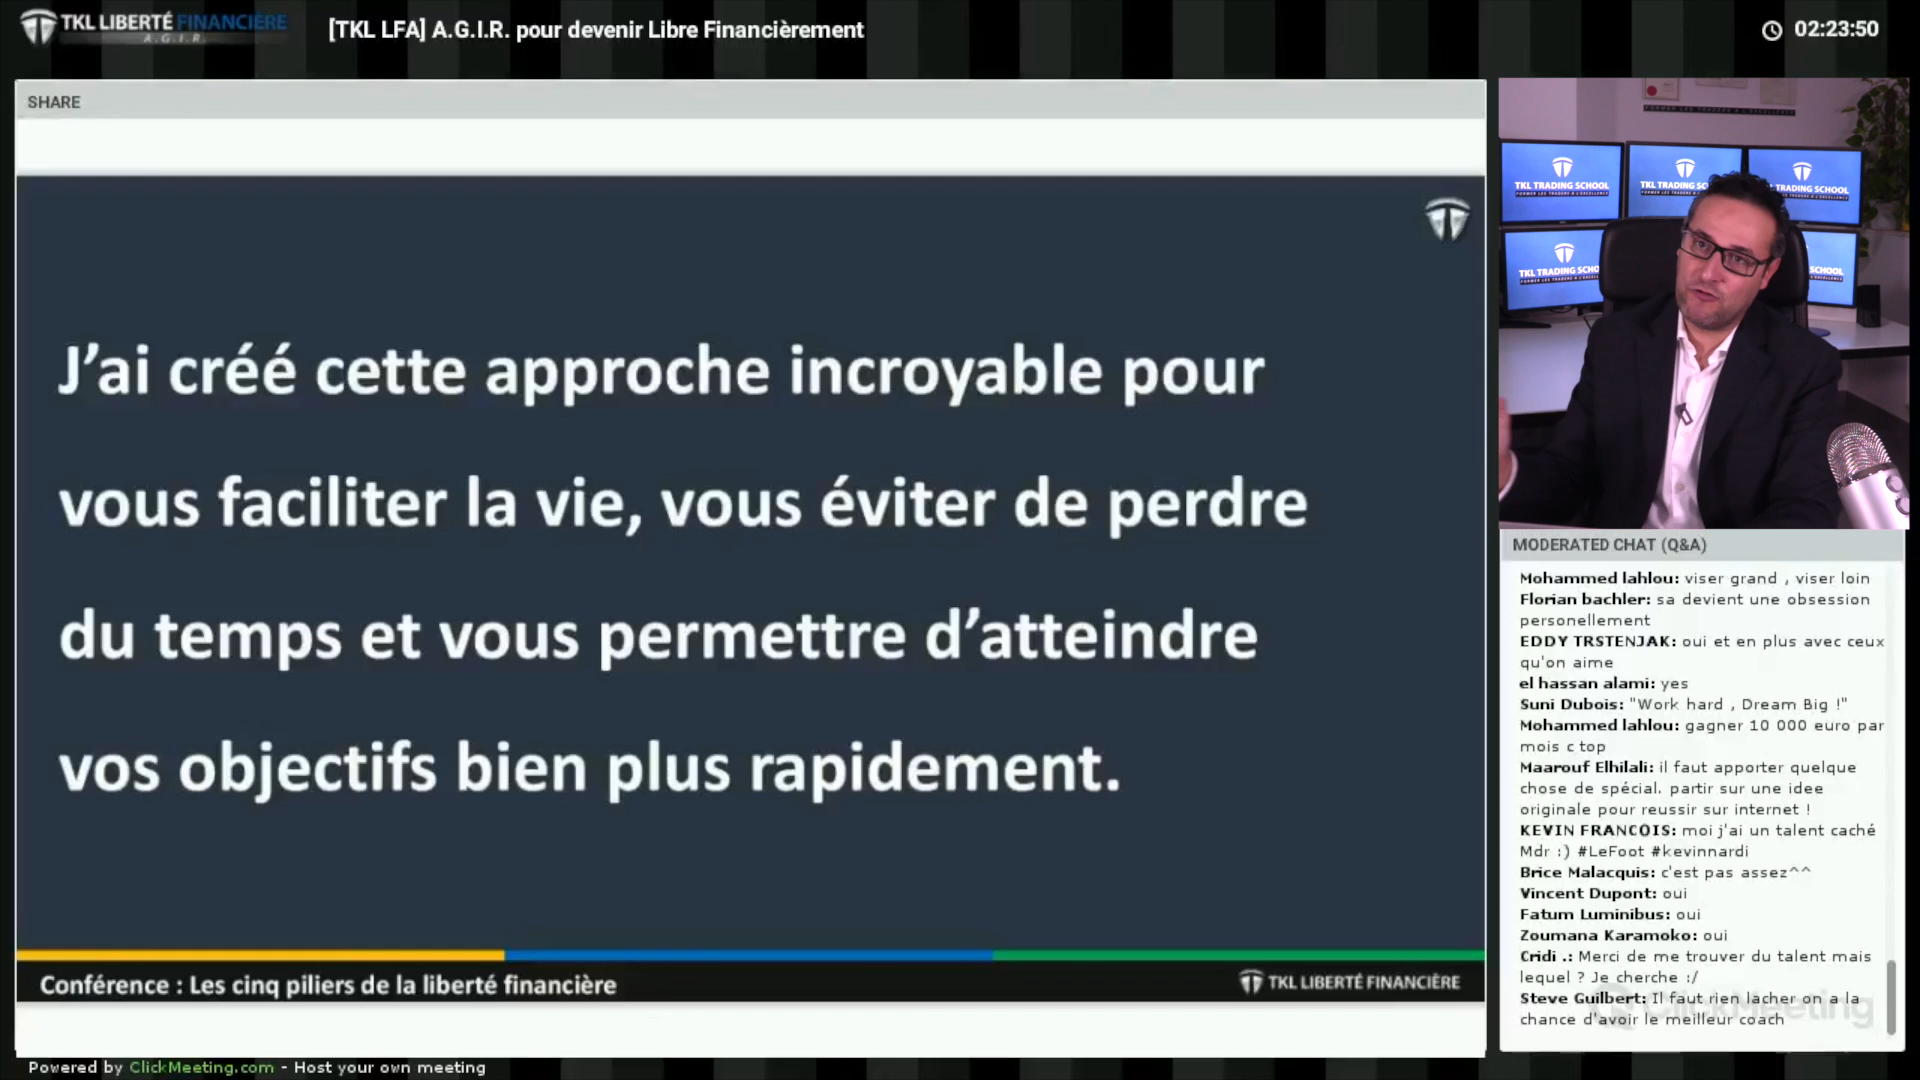 TKL LIBERTÉ FINANCIÈRE
A.G.I.R.
[TKL LFA] A.G.I.R. pour devenir Libre Financièrement
02:23:50
SHARE
J’ai créé cette approche incroyable pour
vous faciliter la vie, vous éviter de perdre
du temps et vous permettre d’atteindre
vos objectifs bien plus rapidement.
Conférence : Les cinq piliers de la liberté financière
TKL LIBERTÉ FINANCIÈRE
TKL TRADING SCHOOL
FORMER LES TRADERS À L'EXCELLENCE
TKL TRADING SC
TRADING SCHOOL
TKL TRADING SCHO
SCHOOL
MODERATED CHAT (Q&A)
Mohammed lahlou: viser grand , viser loin
Florian bachler: sa devient une obsession
personellement
EDDY TRSTENJAK: oui et en plus avec ceux
qu'on aime
el hassan alami: yes
Suni Dubois: "Work hard , Dream Big !"
Mohammed lahlou: gagner 10 000 euro par
mois c top
Maarouf Elhilali: il faut apporter quelque
chose de spécial. partir sur une idee
originale pour reussir sur internet !
KEVIN FRANCOIS: moi j'ai un talent caché
Mdr :) #LeFoot #kevinnardi
Brice Malacquis: c'est pas assez^^
Vincent Dupont: oui
Fatum Luminibus: oui
Zoumana Karamoko: oui
Cridi .: Merci de me trouver du talent mais
lequel ? Je cherche :/
Steve Guilbert: Il faut rien lacher on a la
chance d'avoir le meilleur coach
ClickMeeting
Powered by ClickMeeting.com - Host your own meeting